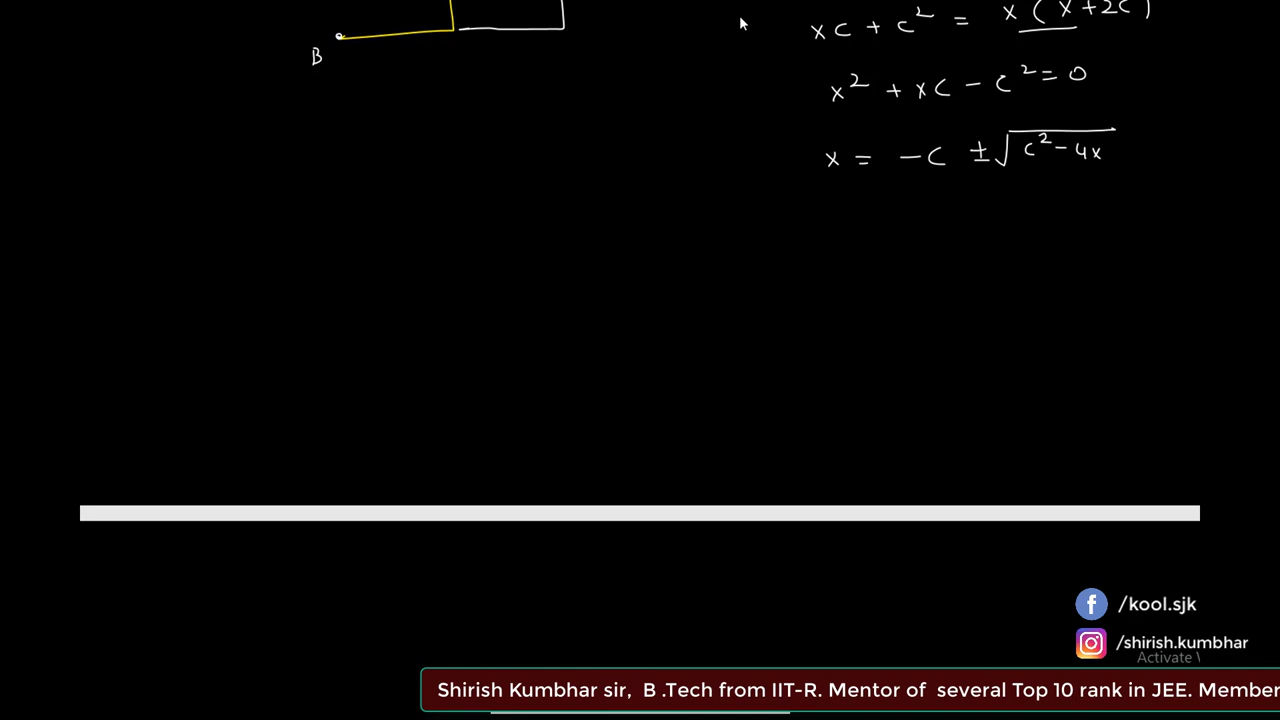 xc + c² = x(x+2c)
B
x² + xc - c² = 0
x = -c ± √(c² - 4x
/kool.sjk
/shirish.kumbhar
Activate
Shirish Kumbhar sir, B .Tech from IIT-R. Mentor of several Top 10 rank in JEE. Member